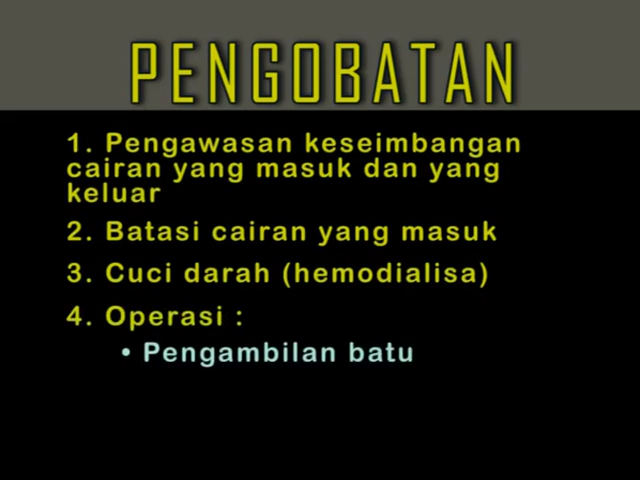 PENGOBATAN
1. Pengawasan keseimbangan
cairan yang masuk dan yang
keluar
2. Batasi cairan yang masuk
3. Cuci darah (hemodialisa)
4. Operasi :
• Pengambilan batu